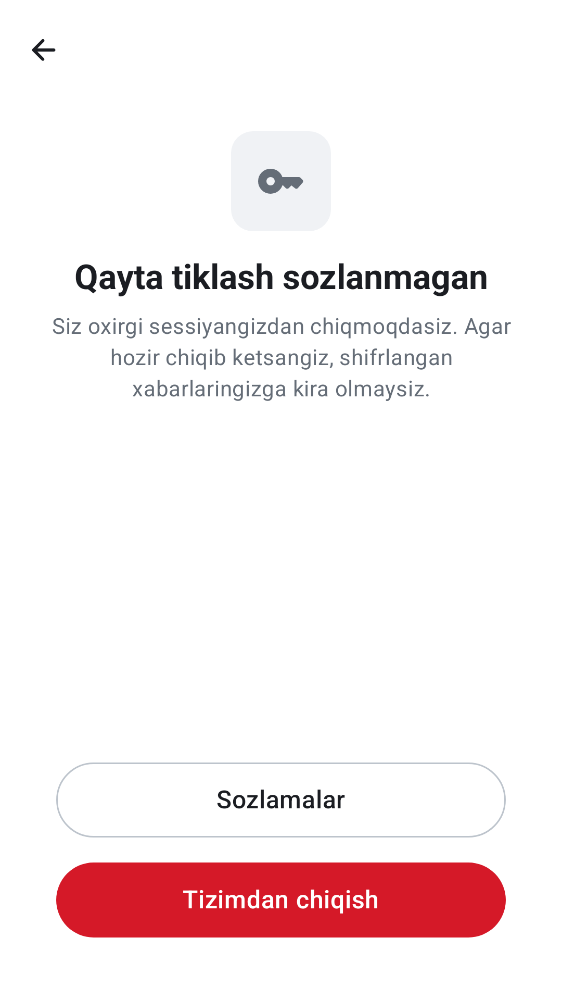 Qayta tiklash sozlanmagan
Siz oxirgi sessiyangizdan chiqmoqdasiz. Agar
hozir chiqib ketsangiz, shifrlangan
xabarlaringizga kira olmaysiz.
Sozlamalar
Tizimdan chiqish